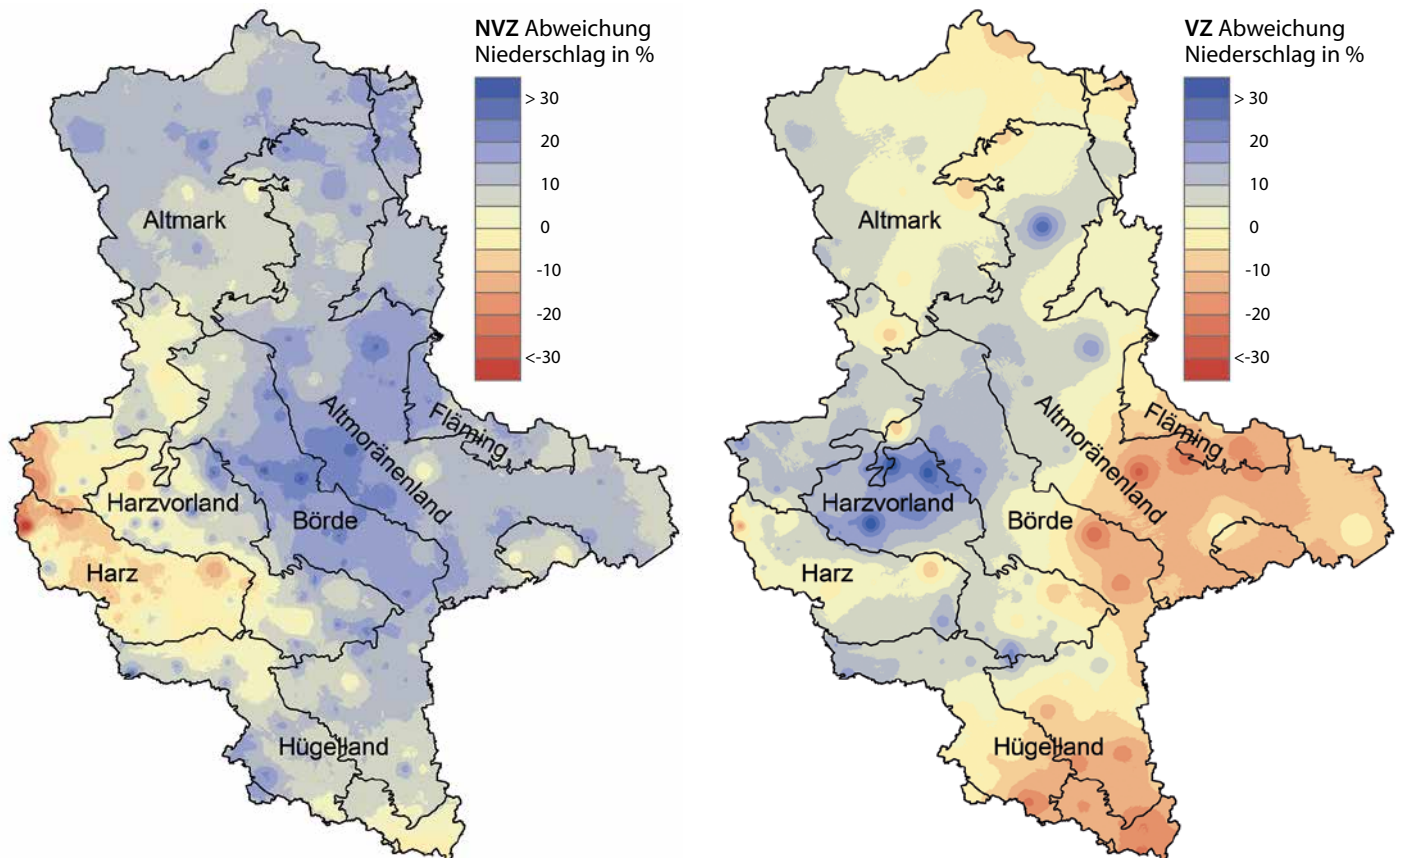 NVZ Abweichung
Niederschlag in %
> 30
20
10
0
-10
-20
<-30
Altmark
Altmoränenland
Fläming
Harzvorland
Börde
Harz
Hügelland
VZ Abweichung
Niederschlag in %
> 30
20
10
0
-10
-20
<-30
Altmark
Altmoränenland
Fläming
Harzvorland
Börde
Harz
Hügelland